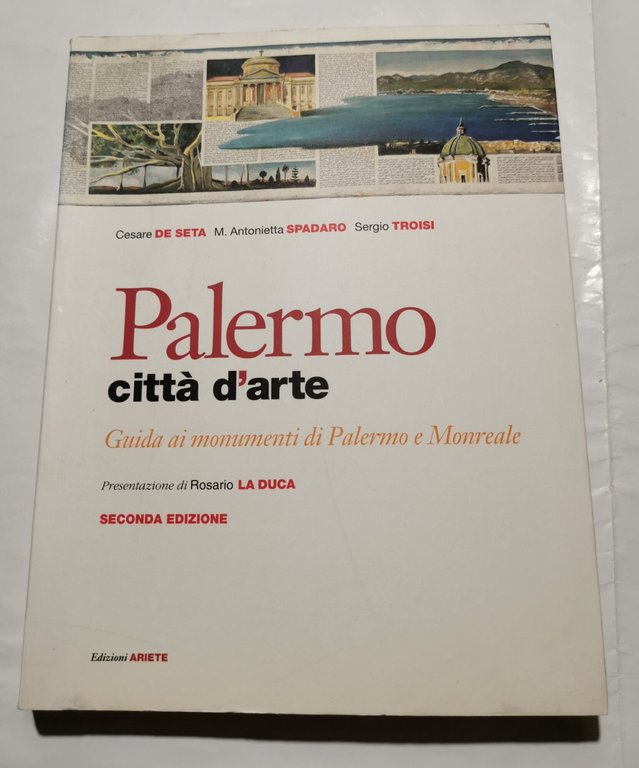 Cesare DE SETA M. Antonietta SPADARO Sergio TROISI
Palermo
città d'arte
Guida ai monumenti di Palermo e Monreale
Presentazione di Rosario LA DUCA
SECONDA EDIZIONE
Edizioni ARIETE